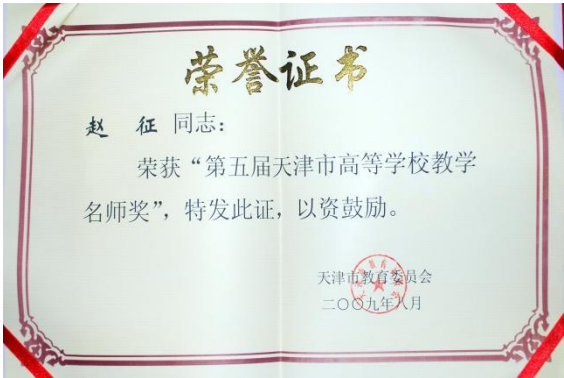 荣誉证书
赵 征 同志：
荣获“第五届天津市高等学校教学
名师奖”，特发此证，以资鼓励。
天津市教育委员会
二〇〇九年八月